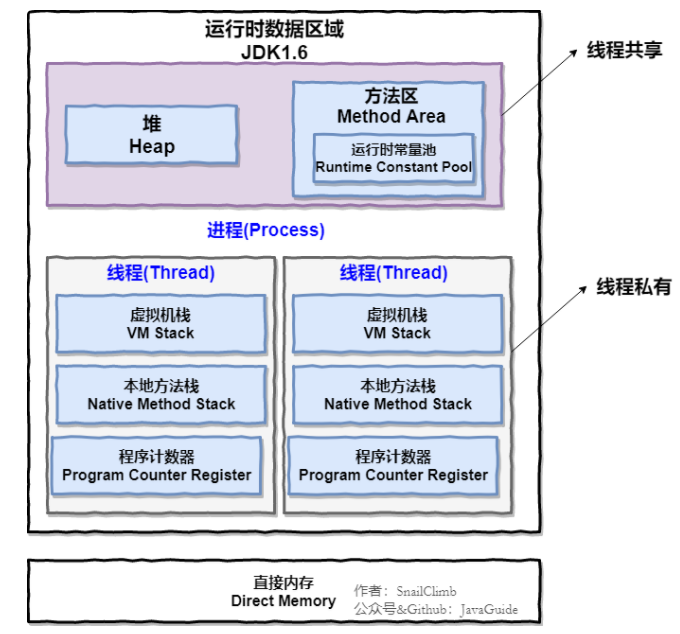 运行时数据区域
JDK1.6
线程共享
堆
Heap
方法区
Method Area
运行时常量池
Runtime Constant Pool
进程(Process)
线程(Thread)
虚拟机栈
VM Stack
本地方法栈
Native Method Stack
程序计数器
Program Counter Register
线程(Thread)
虚拟机栈
VM Stack
本地方法栈
Native Method Stack
程序计数器
Program Counter Register
线程私有
直接内存
Direct Memory
作者：SnailClimb
公众号&Github：JavaGuide